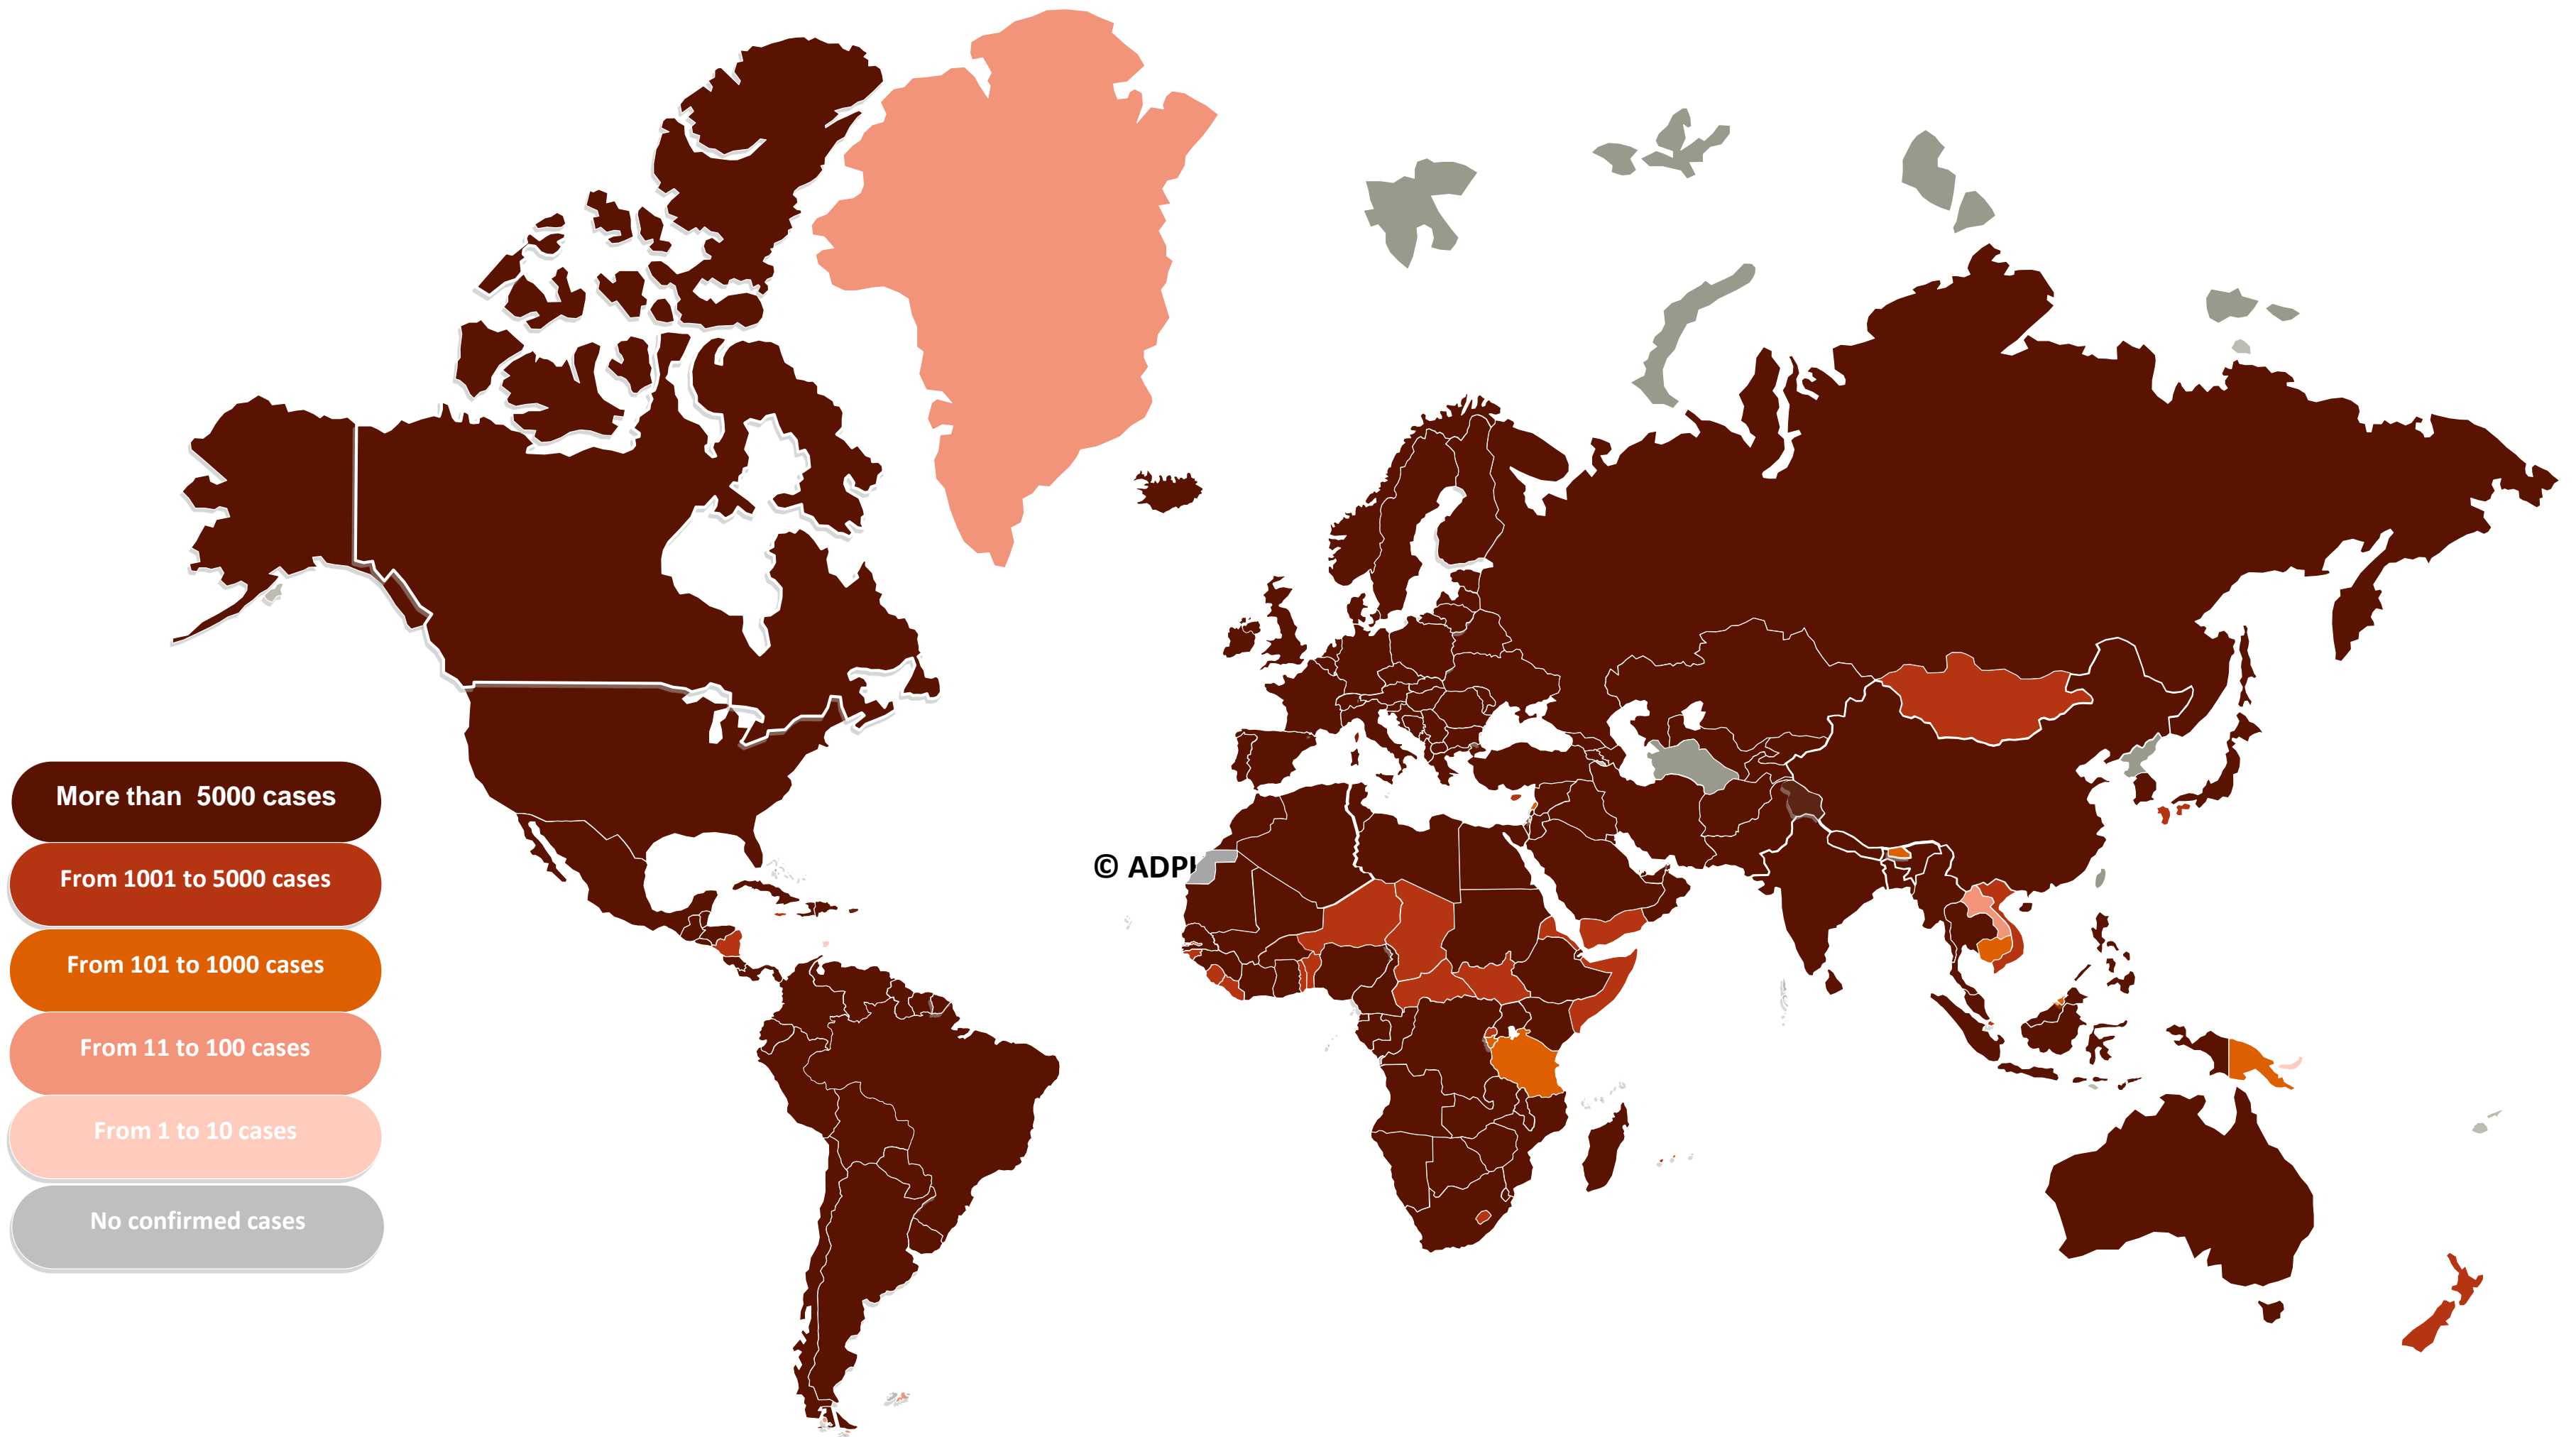 More than  5000 cases
© ADPH
From 1001 to 5000 cases
From 101 to 1000 cases
From 11 to 100 cases
From 1 to 10 cases
No confirmed cases